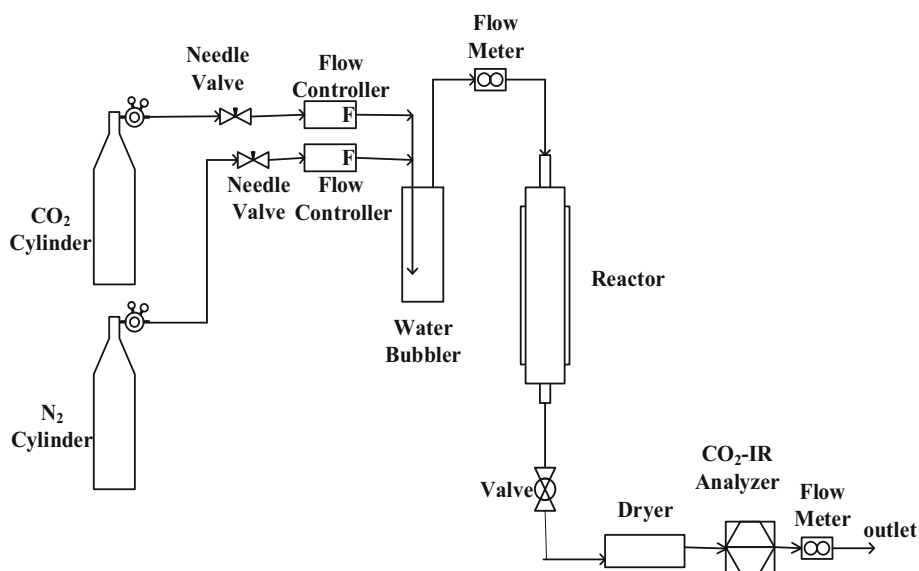 Needle
Valve
Flow
Controller
F
Flow
Meter
F
Needle
Valve
Flow
Controller
CO₂
Cylinder
Water
Bubbler
Reactor
N₂
Cylinder
Valve
Dryer
CO₂-IR
Analyzer
Flow
Meter
outlet